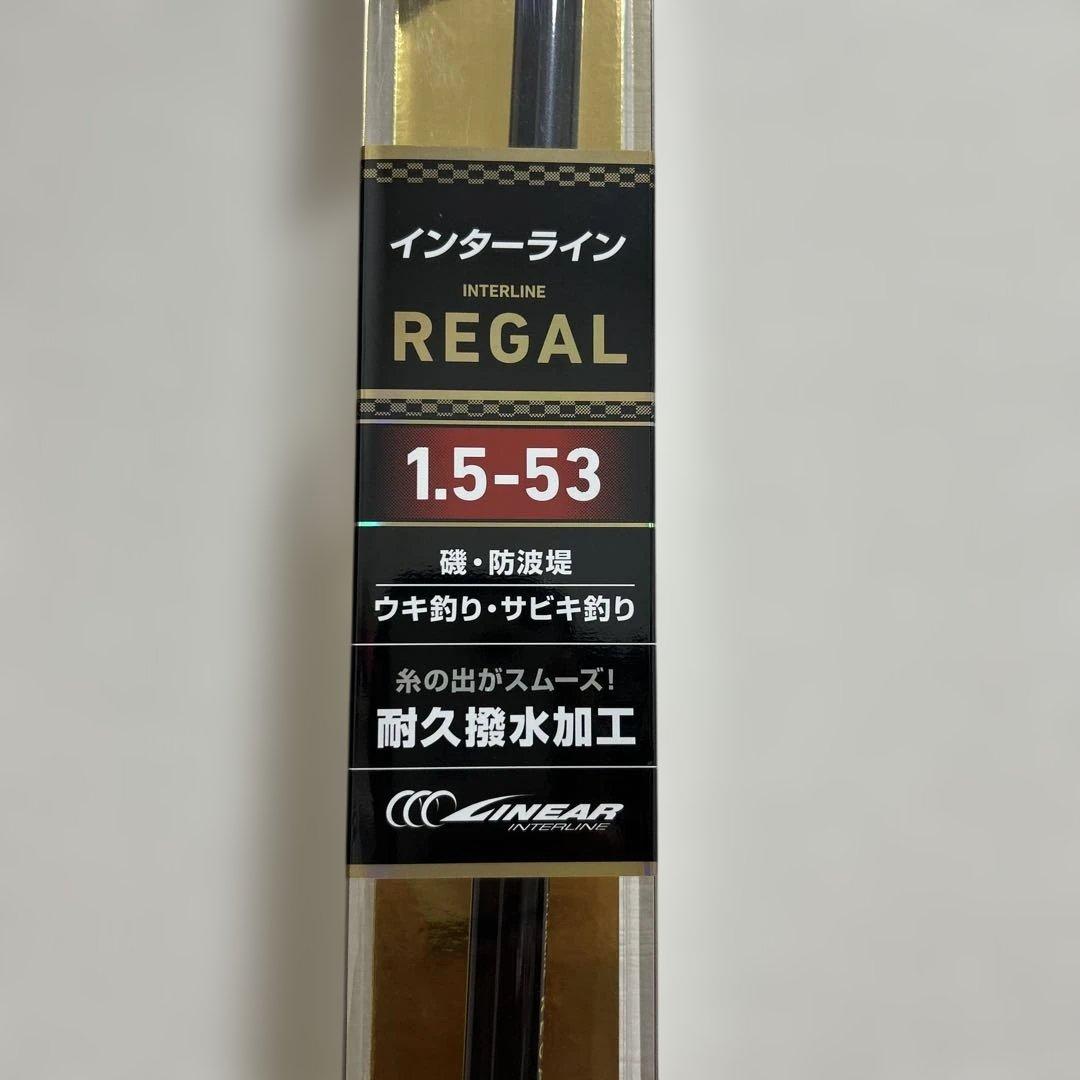 インターライン
INTERLINE
REGAL
1.5-53
磯・防波堤
ウキ釣り・サビキ釣り
糸の出がスムーズ!
耐久撥水加工
LINEAR
INTERLINE